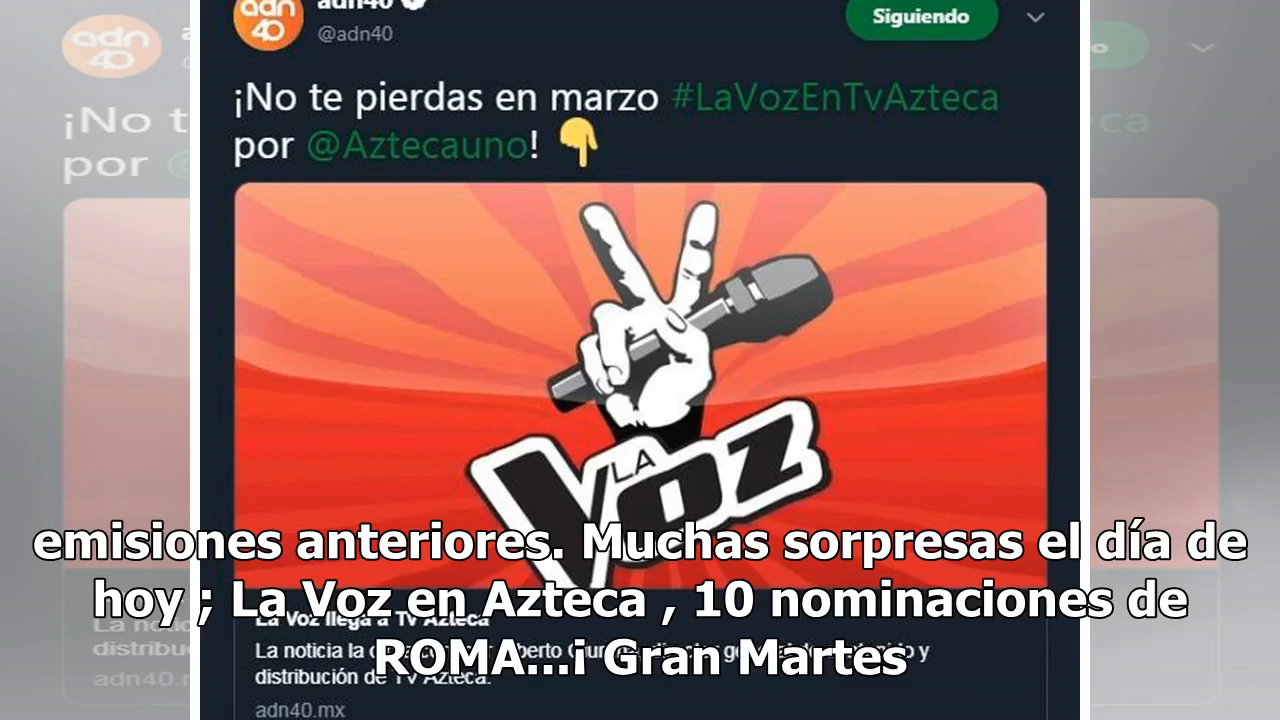 adn40
adn
40
@adn40
Siguiendo
¡No te pierdas en marzo #LaVozEnTvAzteca
por @Aztecauno! 👇
LA
VOZ
emisiones anteriores. Muchas sorpresas el día de
hoy ; La Voz en Azteca , 10 nominaciones de
ROMA...¡ Gran Martes
La Voz llega a Tv Azteca
La noticia la
distribución de Tv Azteca.
adn40.mx